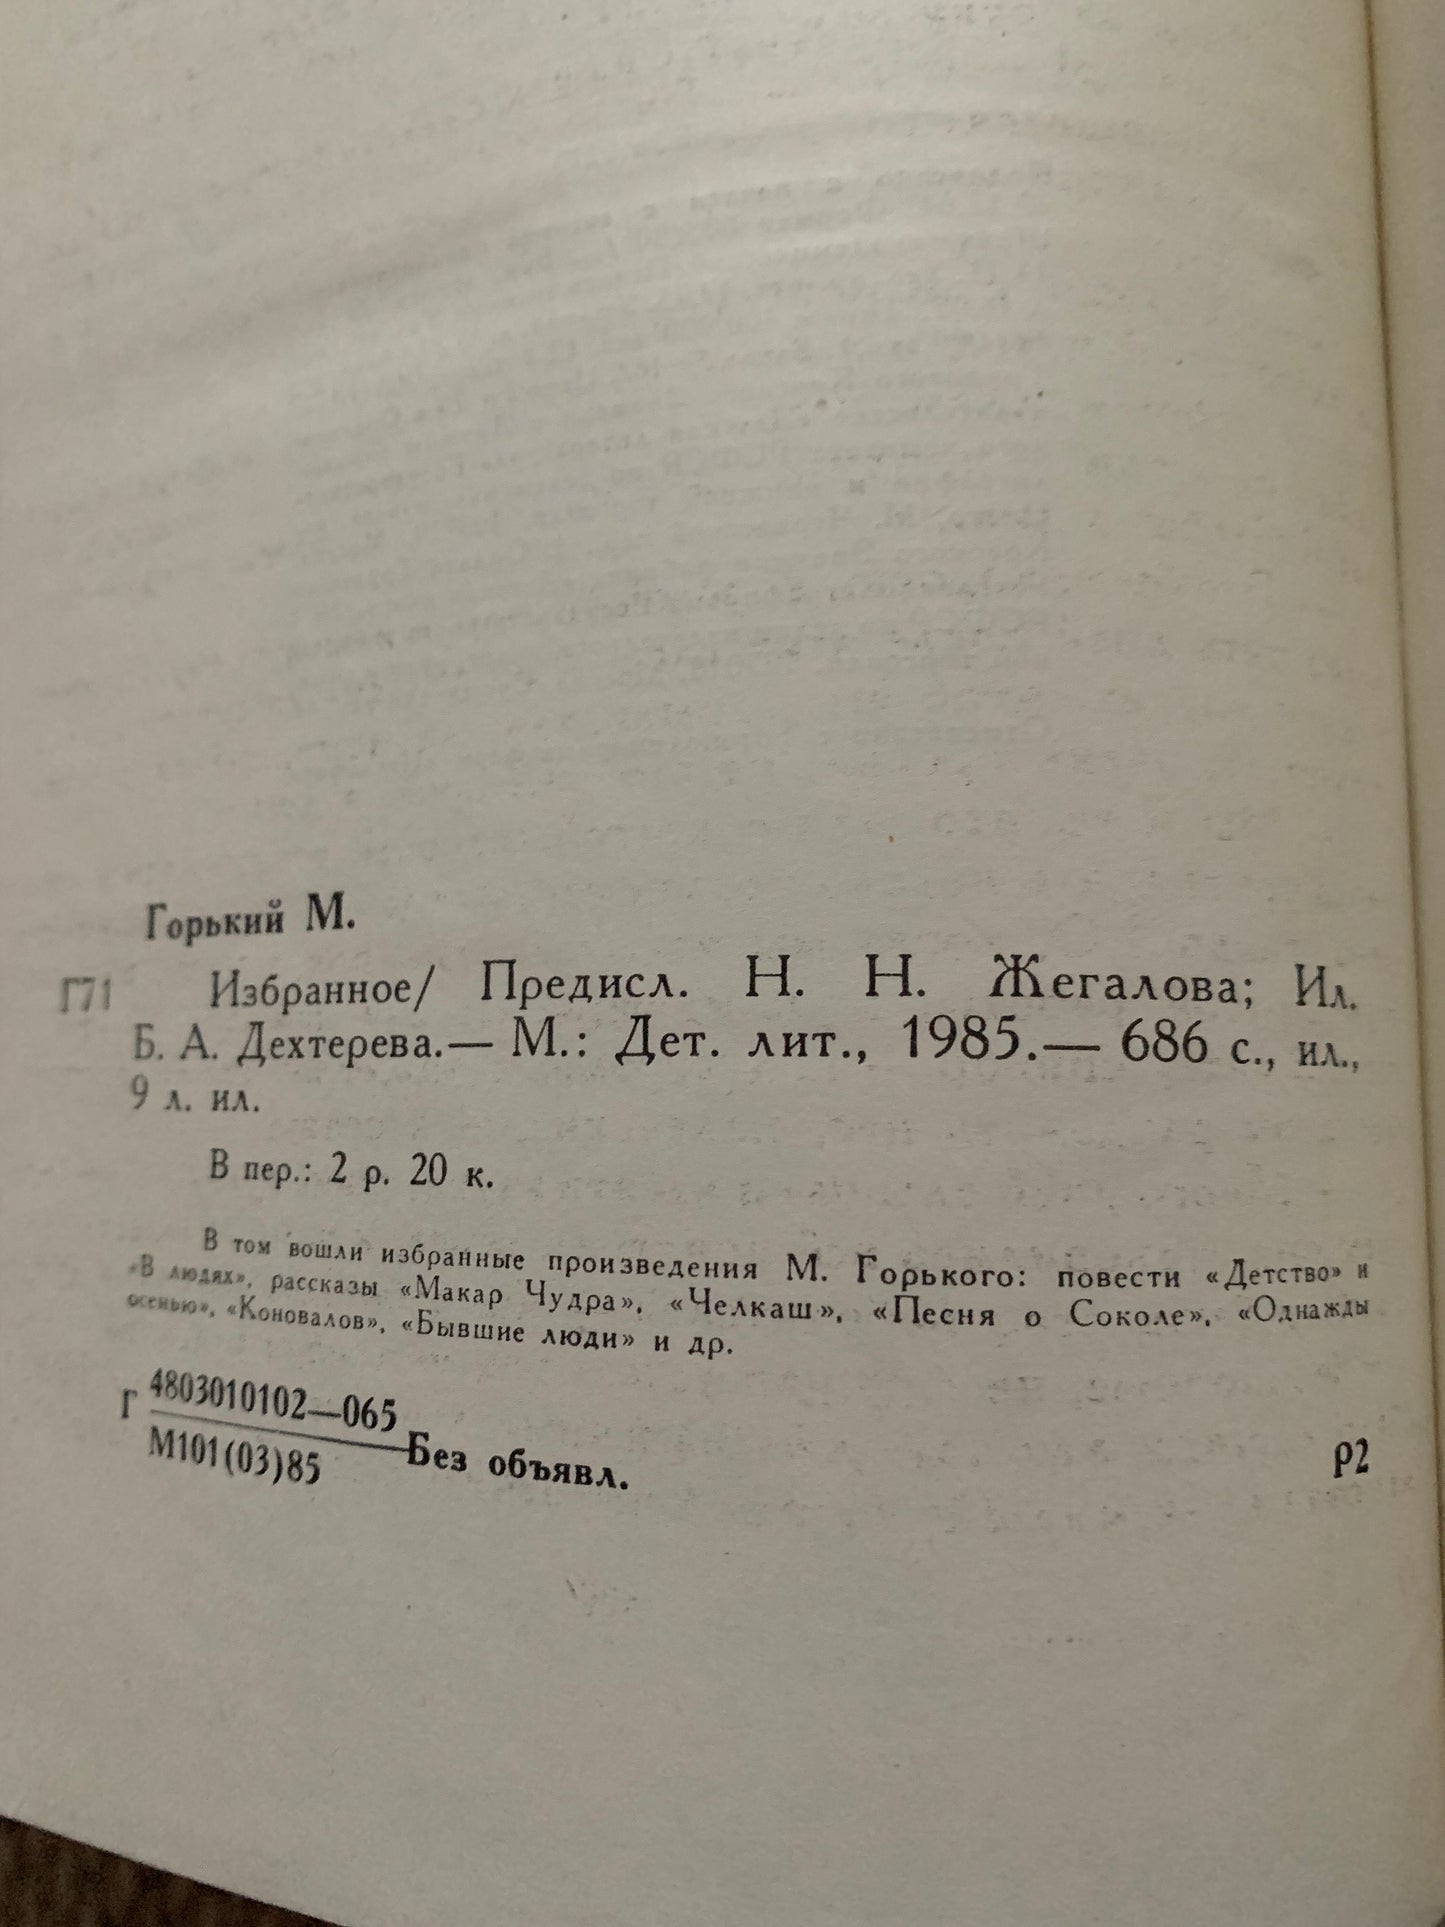 Горький М.
Г71 Избранное/ Предисл. Н. Н. Жегалова; Ил.
Б. А. Дехтерева.— М.: Дет. лит., 1985.— 686 с., ил.,
9 л. ил.
В пер.: 2 р. 20 к.
В том вошли избранные произведения М. Горького: повести «Детство» и
«В людях», рассказы «Макар Чудра», «Челкаш», «Песня о Соколе», «Однажды
осенью», «Коновалов», «Бывшие люди» и др.
Г 4803010102—065
М101(03)85 Без объявл.
Р2